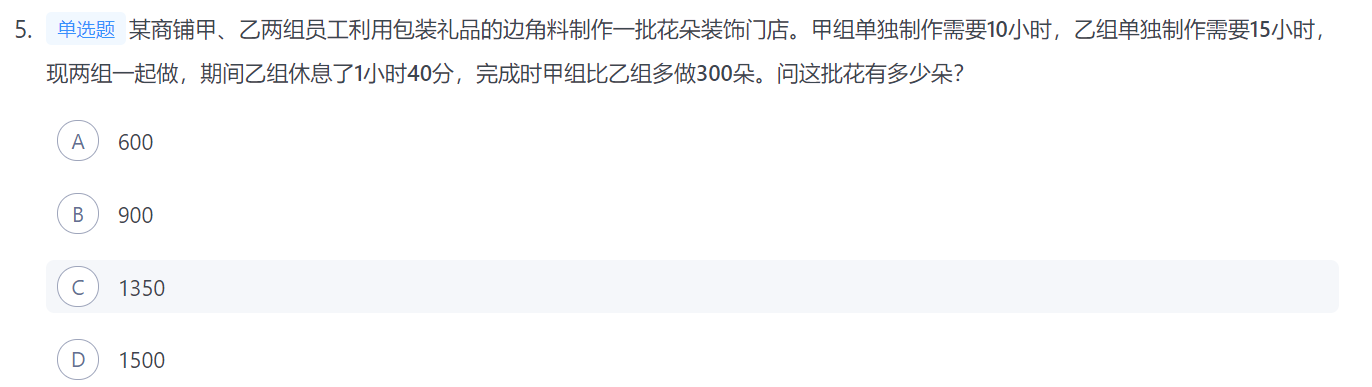 5. 单选题 某商铺甲、乙两组员工利用包装礼品的边角料制作一批花朵装饰门店。甲组单独制作需要10小时，乙组单独制作需要15小时，
现两组一起做，期间乙组休息了1小时40分，完成时甲组比乙组多做300朵。问这批花有多少朵？
A 600
B 900
C 1350
D 1500